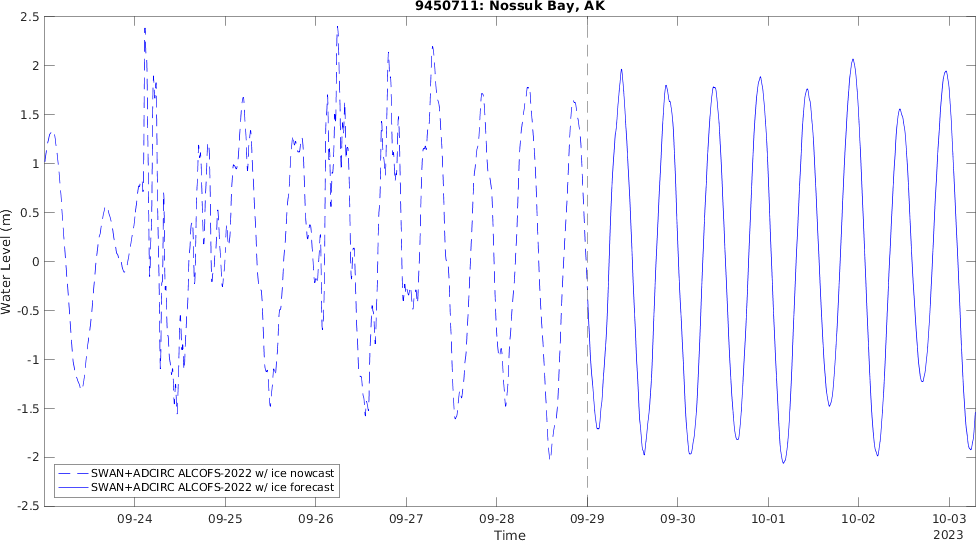 9450711: Nossuk Bay, AK
2.5
2
1.5
1
0.5
0
-0.5
-1
-1.5
-2
-2.5
Water Level (m)
SWAN+ADCIRC ALCOFS-2022 w/ ice nowcast
SWAN+ADCIRC ALCOFS-2022 w/ ice forecast
09-24 09-25 09-26 09-27 09-28 09-29 09-30 10-01 10-02 10-03
2023
Time